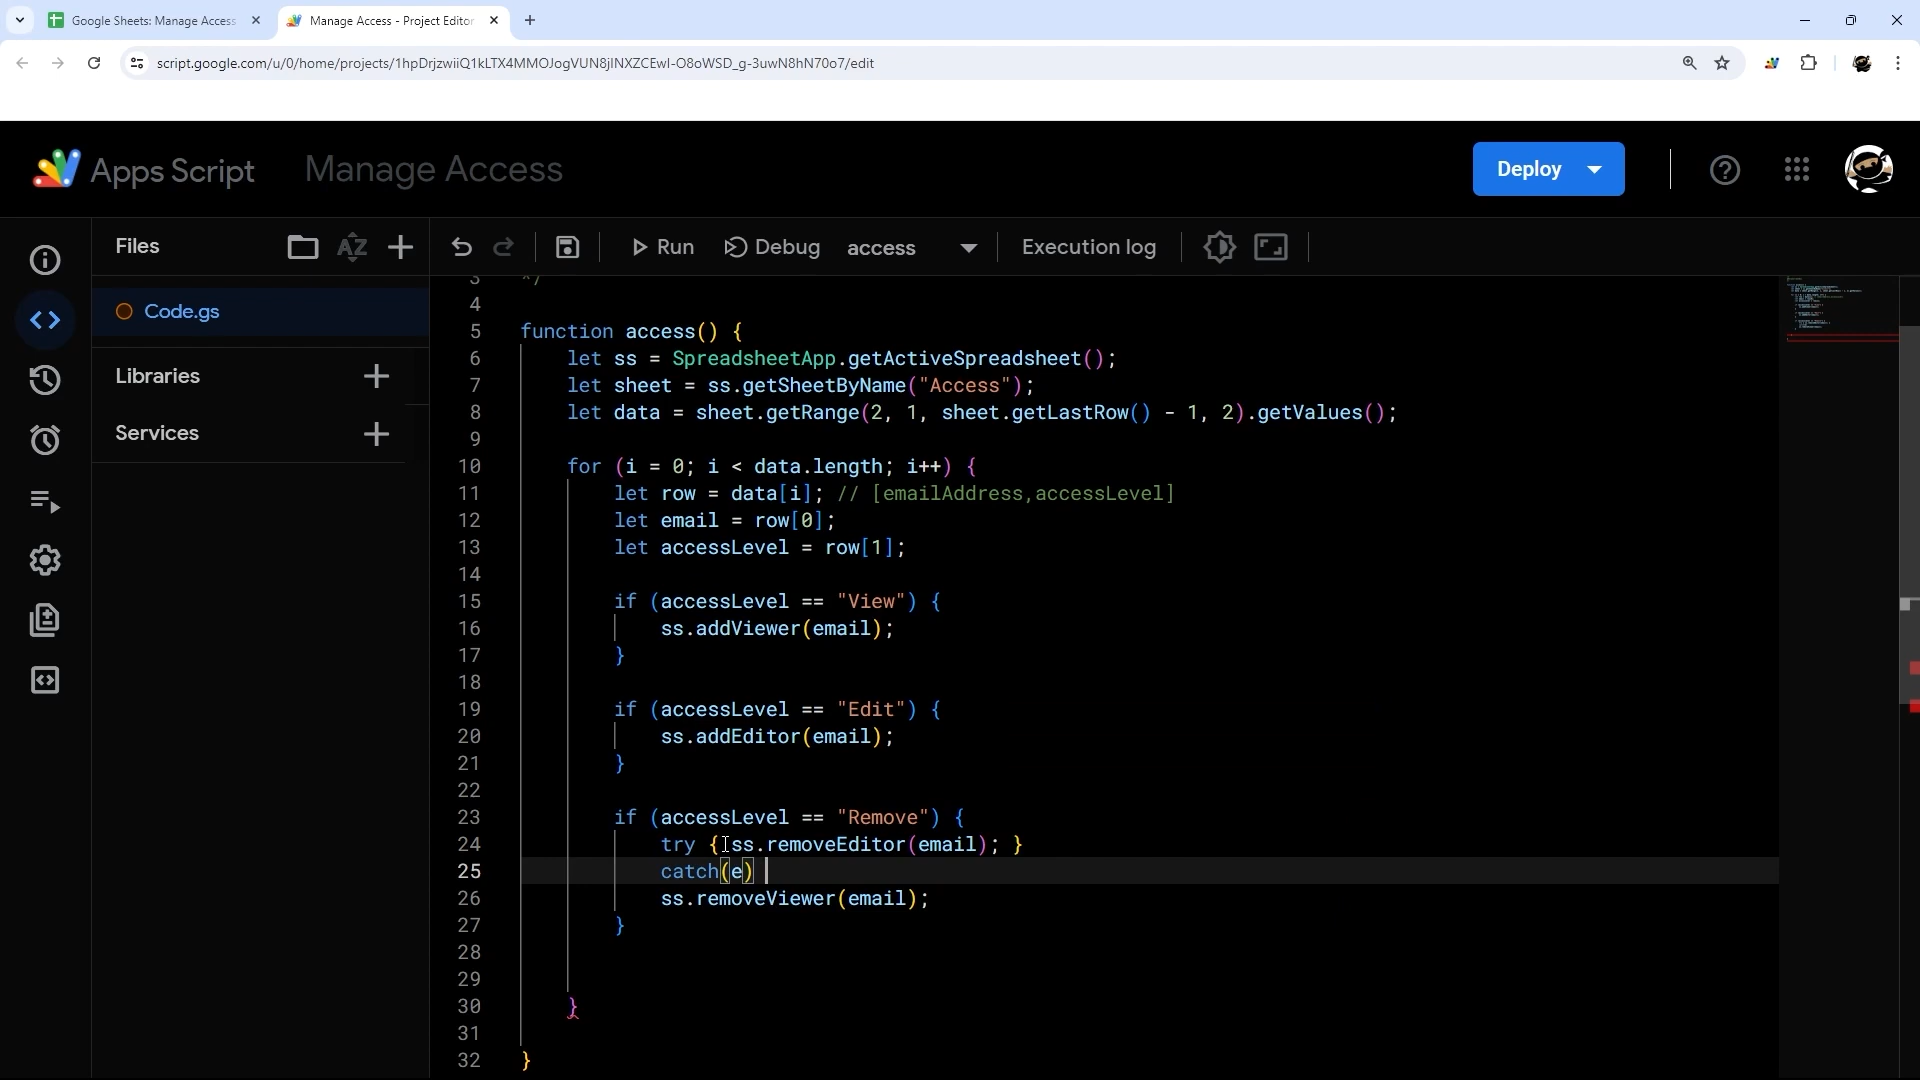 Google Sheets: Manage Access
Manage Access - Project Editor
script.google.com/u/0/home/projects/1hpDrjzwiiQ1kLTX4MMOJogVUN8jlNXZCEwI-O8oWSD_g-3uwN8hN70o7/edit
Apps Script
Manage Access
Deploy
Files
AZ
Run
Debug
access
Execution log
Code.gs
Libraries
Services
3 */
4
5 function access() {
6 let ss = SpreadsheetApp.getActiveSpreadsheet();
7 let sheet = ss.getSheetByName("Access");
8 let data = sheet.getRange(2, 1, sheet.getLastRow() - 1, 2).getValues();
9
10 for (i = 0; i < data.length; i++) {
11 let row = data[i]; // [emailAddress,accessLevel]
12 let email = row[0];
13 let accessLevel = row[1];
14
15 if (accessLevel == "View") {
16 ss.addViewer(email);
17 }
18
19 if (accessLevel == "Edit") {
20 ss.addEditor(email);
21 }
22
23 if (accessLevel == "Remove") {
24 try { ss.removeEditor(email); }
25 catch(e)
26 ss.removeViewer(email);
27 }
28
29
30 }
31
32 }